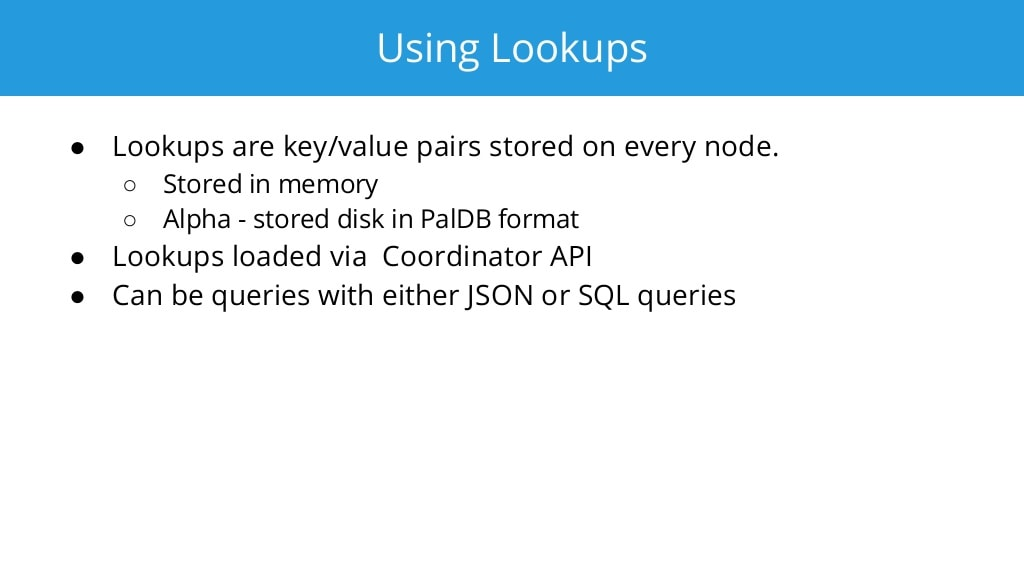 Using Lookups
● Lookups are key/value pairs stored on every node.
○ Stored in memory
○ Alpha - stored disk in PalDB format
● Lookups loaded via  Coordinator API
● Can be queries with either JSON or SQL queries